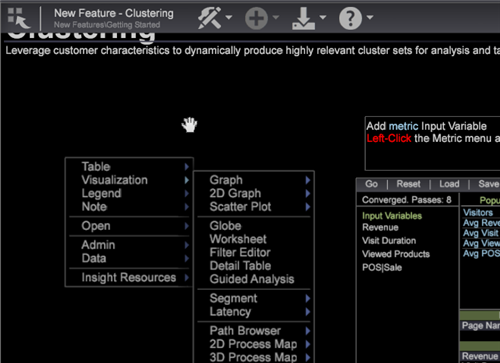 New Feature - Clustering
New Features\Getting Started
Clustering
Leverage customer characteristics to dynamically produce highly relevant cluster sets for analysis and
Add metric Input Variable
Left-Click the Metric menu
Table
Visualization
Legend
Note
Open
Admin
Data
Insight Resources
Graph
2D Graph
Scatter Plot
Globe
Worksheet
Filter Editor
Detail Table
Guided Analysis
Segment
Latency
Path Browser
2D Process Map
3D Process Map
Go Reset Load Save
Converged. Passes: 8
Input Variables
Revenue
Visit Duration
Viewed Products
POS|Sale
Popu
Visitors
Avg Reve
Avg Visit
Avg View
Avg POS
Page Nam
Revenue